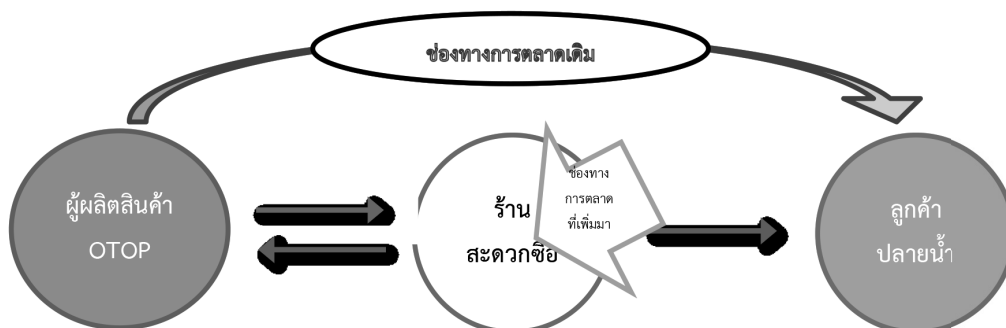 ช่องทางการตลาดเดิม
ผู้ผลิตสินค้า
OTOP
ร้าน
สะดวกซื้อ
ช่องทาง
การตลาด
ที่เพิ่มมา
ลูกค้า
ปลายน้ำ